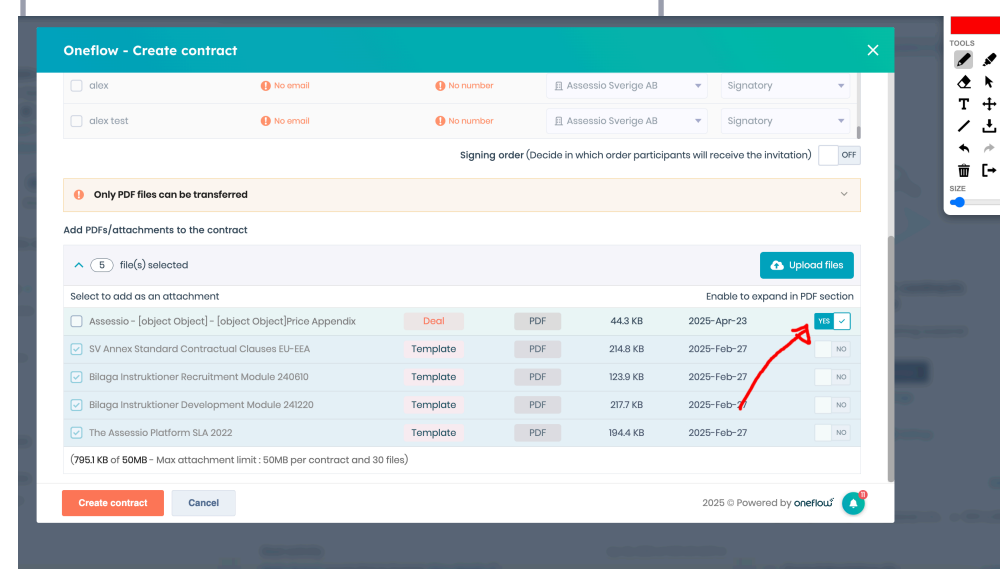 Oneflow - Create contract
alex No email No number Assessio Sverige AB Signatory
alex test No email No number Assessio Sverige AB Signatory
Signing order (Decide in which order participants will receive the invitation) OFF
Only PDF files can be transferred
Add PDFs/attachments to the contract
5 file(s) selected Upload files
Select to add as an attachment Enable to expand in PDF section
Assessio - [object Object] - [object Object]Price Appendix Deal PDF 44.3 KB 2025-Apr-23 YES
SV Annex Standard Contractual Clauses EU-EEA Template PDF 214.8 KB 2025-Feb-27 NO
Bilaga Instruktioner Recruitment Module 240610 Template PDF 123.9 KB 2025-Feb-27 NO
Bilaga Instruktioner Development Module 241220 Template PDF 217.7 KB 2025-Feb-27 NO
The Assessio Platform SLA 2022 Template PDF 194.4 KB 2025-Feb-27 NO
(795.1 KB of 50MB - Max attachment limit : 50MB per contract and 30 files)
Create contract Cancel 2025 © Powered by oneflow 11
TOOLS
T
SIZE